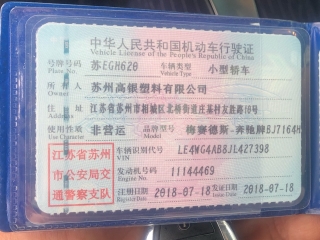 中华人民共和国机动车行驶证
Vehicle License of the People's Republic of China
号牌号码 苏EGH620 车辆类型 小型轿车
Plate No. Vehicle Type
所 有 人 苏州高银塑料有限公司
Owner
住 址 江苏省苏州市相城区北桥街道庄基村友胜路19号
Address
使用性质 非营运 品牌型号 梅赛德斯-奔驰牌BJ7164H
Use Character Model
江苏省苏州
市公安局交
通警察支队
车辆识别代号 LE4WG4AB8JL427398
VIN
发动机号码 11144469
Engine No.
注册日期 2018-07-18 发证日期 2018-07-18
Register Date Issue Date